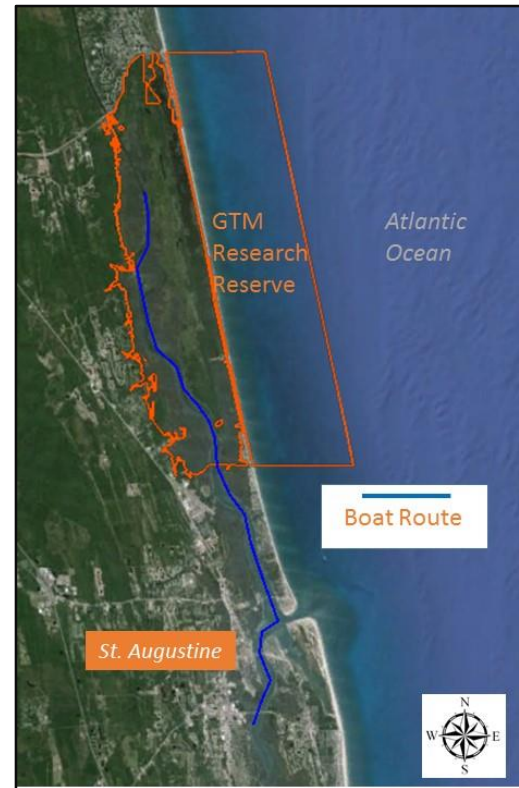 GTM
Research
Reserve
Atlantic
Ocean
Boat Route
St. Augustine
N
W E
S